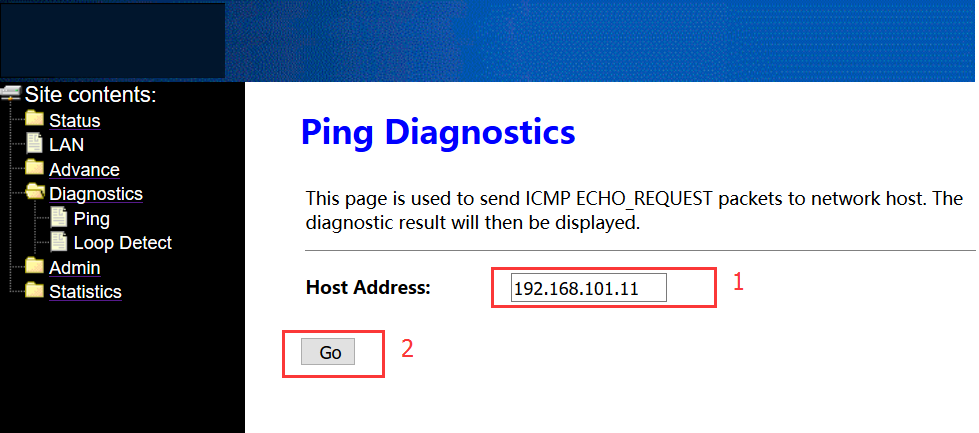 Site contents:
Status
LAN
Advance
Diagnostics
Ping
Loop Detect
Admin
Statistics
Ping Diagnostics
This page is used to send ICMP ECHO_REQUEST packets to network host. The
diagnostic result will then be displayed.
Host Address: 192.168.101.11 1
Go 2